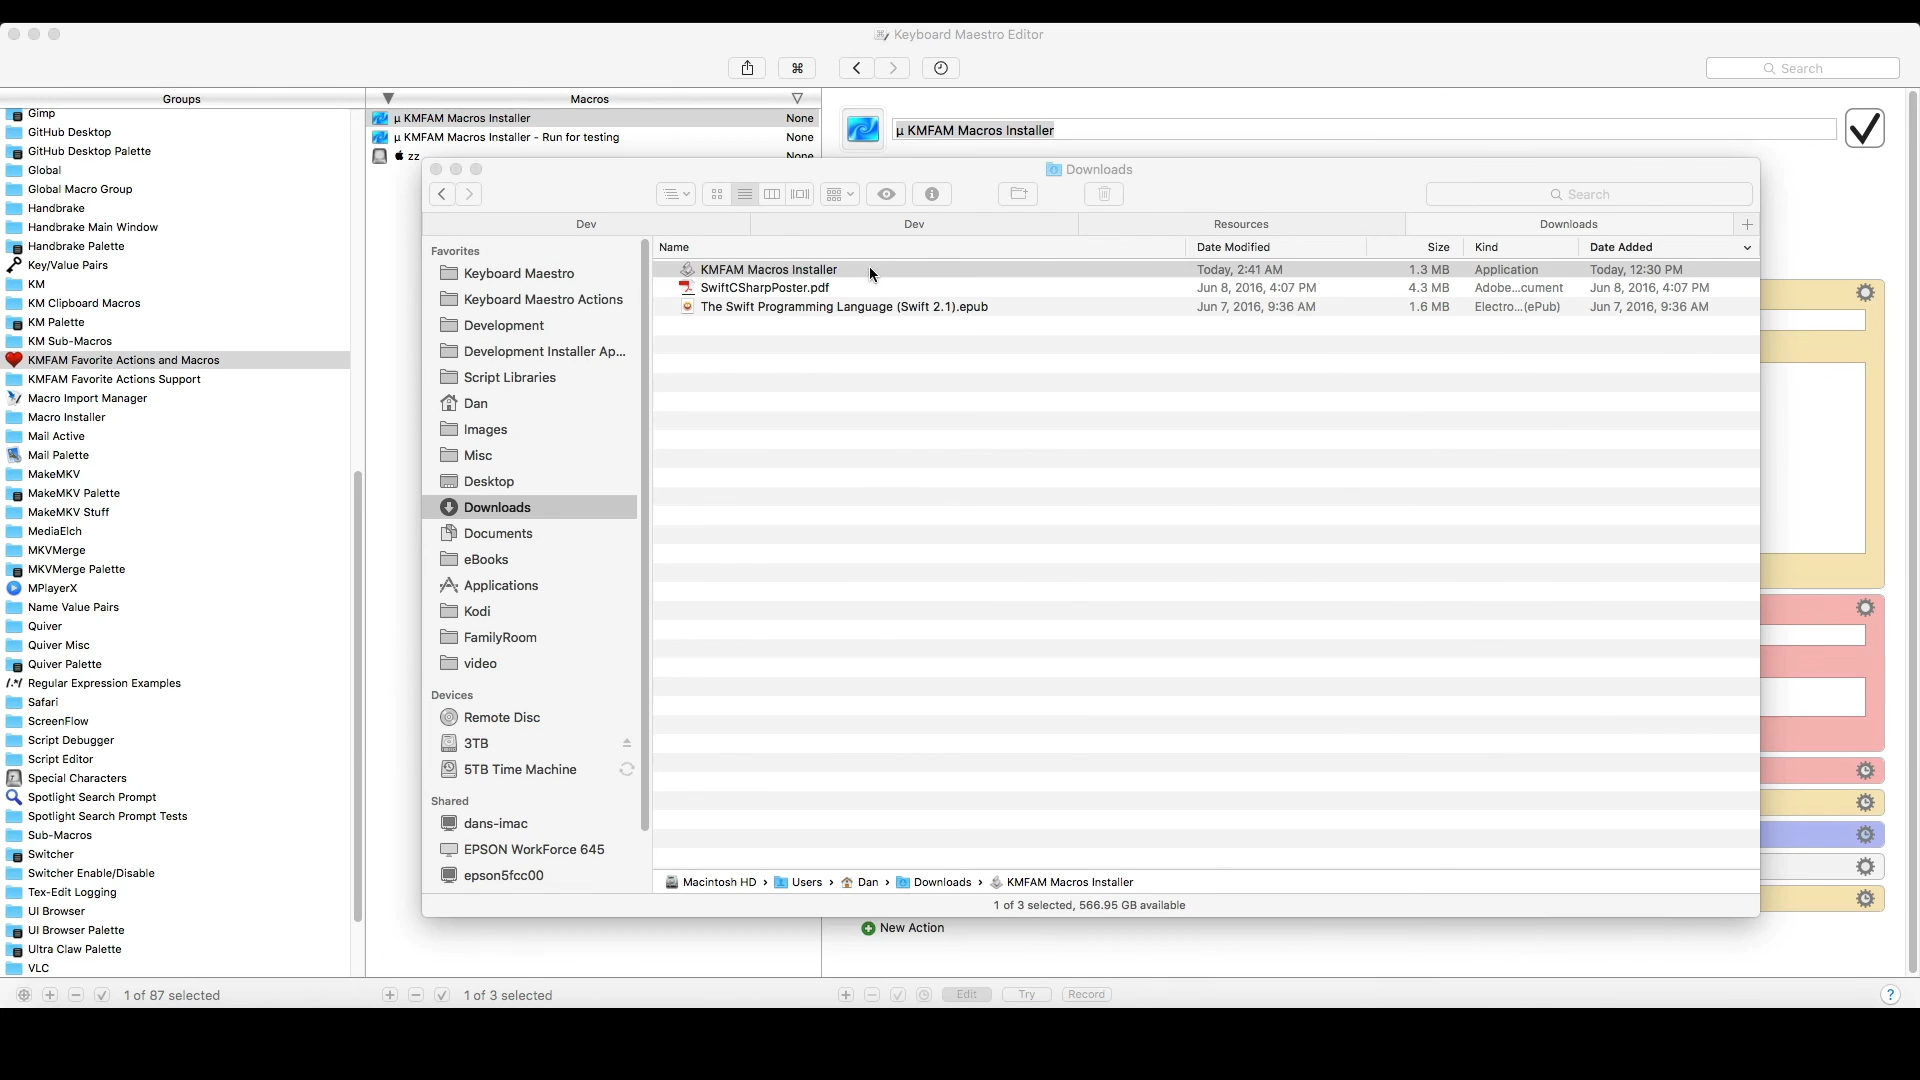 Keyboard Maestro Editor
Search
Groups
Gimp
GitHub Desktop
GitHub Desktop Palette
Global
Global Macro Group
Handbrake
Handbrake Main Window
Handbrake Palette
Key/Value Pairs
KM
KM Clipboard Macros
KM Palette
KM Sub-Macros
KMFAM Favorite Actions and Macros
KMFAM Favorite Actions Support
Macro Import Manager
Macro Installer
Mail Active
Mail Palette
MakeMKV
MakeMKV Palette
MakeMKV Stuff
MediaElch
MKVMerge
MKVMerge Palette
MPlayerX
Name Value Pairs
Quiver
Quiver Misc
Quiver Palette
Regular Expression Examples
Safari
ScreenFlow
Script Debugger
Script Editor
Special Characters
Spotlight Search Prompt
Spotlight Search Prompt Tests
Sub-Macros
Switcher
Switcher Enable/Disable
Tex-Edit Logging
UI Browser
UI Browser Palette
Ultra Claw Palette
VLC
1 of 87 selected
Macros
µ KMFAM Macros Installer None
µ KMFAM Macros Installer - Run for testing None
zz None
1 of 3 selected
µ KMFAM Macros Installer
Downloads
Search
Dev Dev Resources Downloads
Favorites
Keyboard Maestro
Keyboard Maestro Actions
Development
Development Installer Ap...
Script Libraries
Dan
Images
Misc
Desktop
Downloads
Documents
eBooks
Applications
Kodi
FamilyRoom
video
Devices
Remote Disc
3TB
5TB Time Machine
Shared
dans-imac
EPSON WorkForce 645
epson5fcc00
Name Date Modified Size Kind Date Added
KMFAM Macros Installer Today, 2:41 AM 1.3 MB Application Today, 12:30 PM
SwiftCSharpPoster.pdf Jun 8, 2016, 4:07 PM 4.3 MB Adobe...cument Jun 8, 2016, 4:07 PM
The Swift Programming Language (Swift 2.1).epub Jun 7, 2016, 9:36 AM 1.6 MB Electro...(ePub) Jun 7, 2016, 9:36 AM
Macintosh HD › Users › Dan › Downloads › KMFAM Macros Installer
1 of 3 selected, 566.95 GB available
New Action
Edit Try Record
?